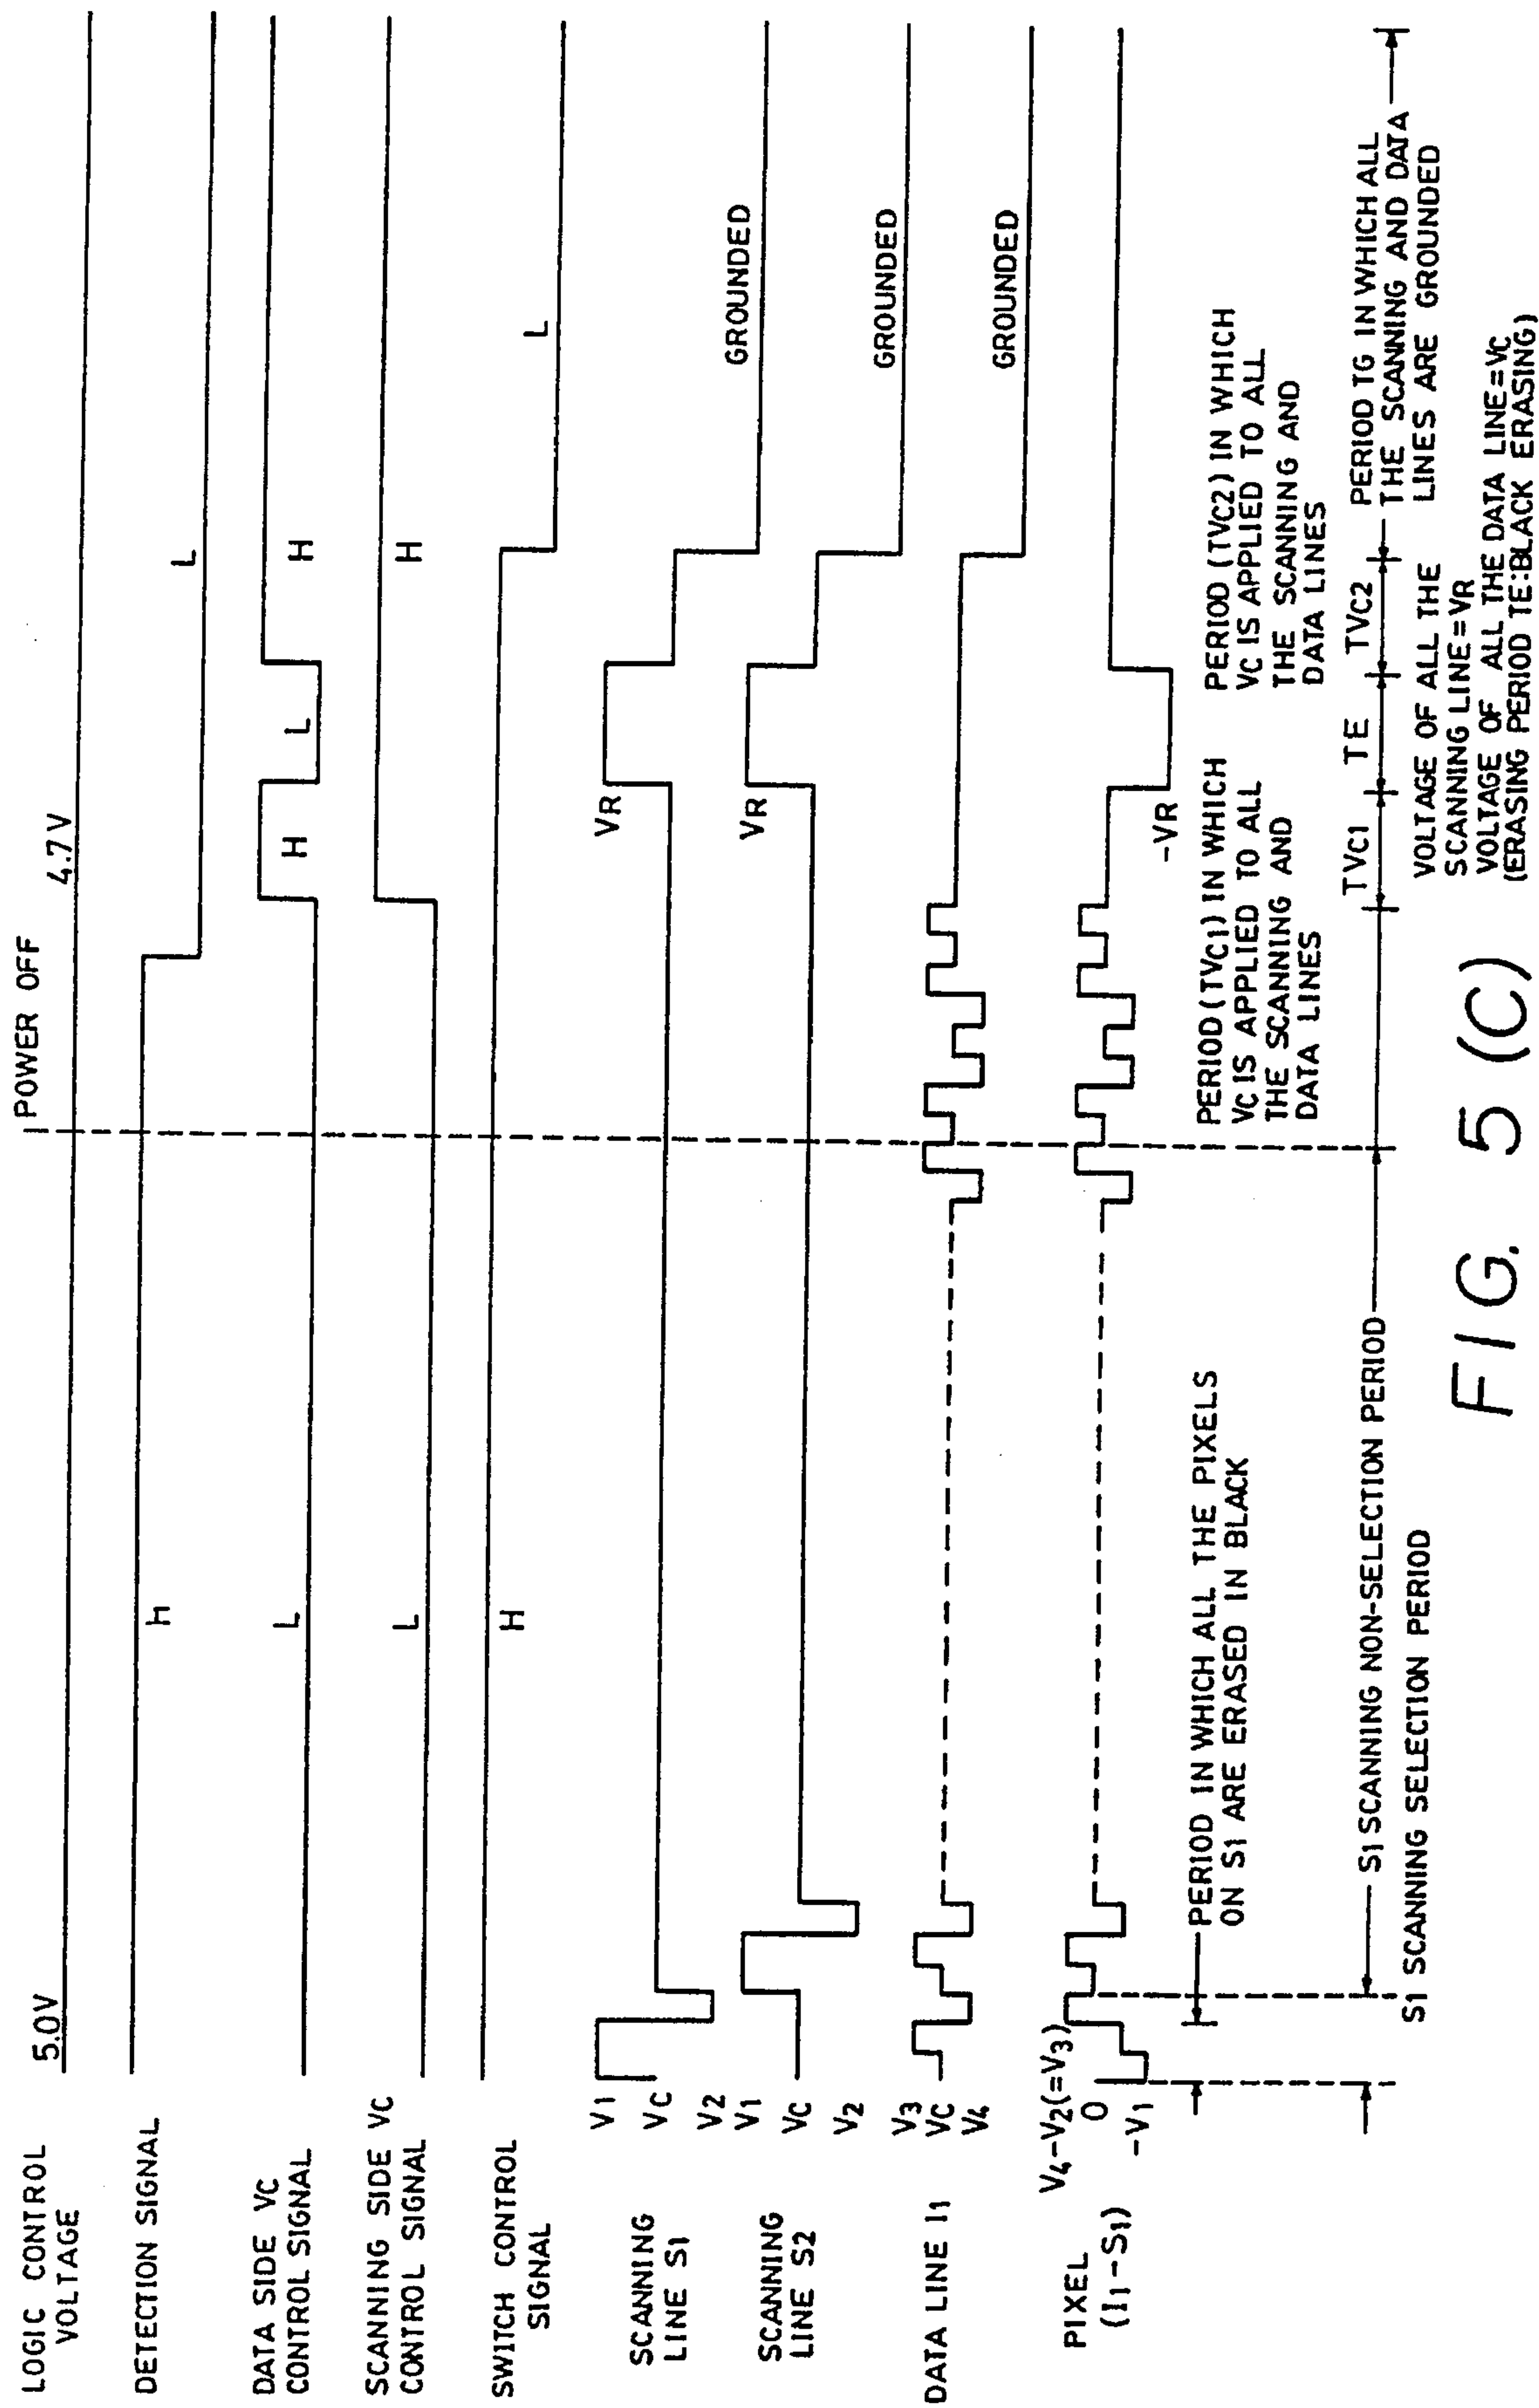 POWER OFF
LOGIC CONTROL
VOLTAGE
5.0V
4.7V
DETECTION SIGNAL
h
L
DATA SIDE VC
CONTROL SIGNAL
L
H
L
H
SCANNING SIDE VC
CONTROL SIGNAL
L
H
SWITCH CONTROL
SIGNAL
H
L
SCANNING
LINE S1
V1
VC
V2
VR
GROUNDED
SCANNING
LINE S2
V1
VC
V2
VR
GROUNDED
DATA LINE I1
V3
VC
V4
GROUNDED
PIXEL
(I1-S1)
V4-V2(=V3)
0
-V1
-VR
PERIOD IN WHICH ALL THE PIXELS
ON S1 ARE ERASED IN BLACK
PERIOD(TVC1) IN WHICH
VC IS APPLIED TO ALL
THE SCANNING AND
DATA LINES
PERIOD (TVC2) IN WHICH
VC IS APPLIED TO ALL
THE SCANNING AND
DATA LINES
S1 SCANNING NON-SELECTION PERIOD
S1 SCANNING SELECTION PERIOD
TVC1
TE
TVC2
PERIOD TG IN WHICH ALL
THE SCANNING AND DATA
LINES ARE GROUNDED
VOLTAGE OF ALL THE
SCANNING LINE=VR
VOLTAGE OF ALL THE DATA LINE=VC
(ERASING PERIOD TE:BLACK ERASING)
FIG. 5 (C)